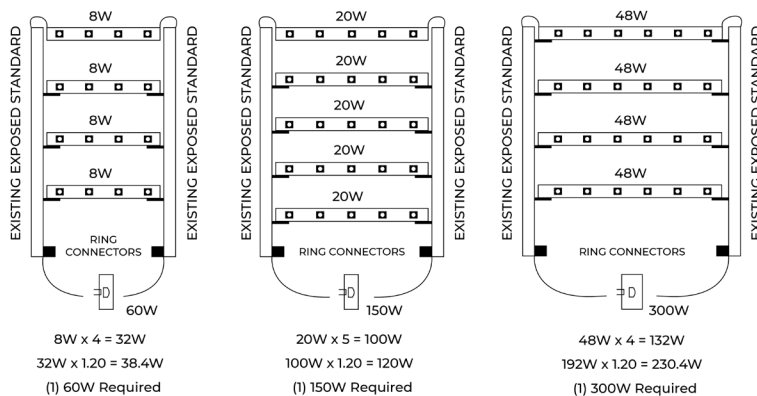 8W
8W
8W
8W
EXISTING EXPOSED STANDARD
EXISTING EXPOSED STANDARD
RING
CONNECTORS
60W
8W x 4 = 32W
32W x 1.20 = 38.4W
(1) 60W Required
20W
20W
20W
20W
20W
EXISTING EXPOSED STANDARD
EXISTING EXPOSED STANDARD
RING CONNECTORS
150W
20W x 5 = 100W
100W x 1.20 = 120W
(1) 150W Required
48W
48W
48W
48W
EXISTING EXPOSED STANDARD
EXISTING EXPOSED STANDARD
RING CONNECTORS
300W
48W x 4 = 132W
192W x 1.20 = 230.4W
(1) 300W Required